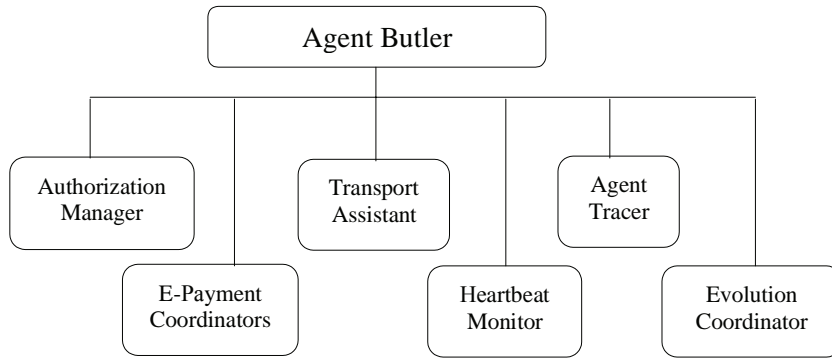 Agent Butler
Authorization
Manager
Transport
Assistant
Agent
Tracer
E-Payment
Coordinators
Heartbeat
Monitor
Evolution
Coordinator